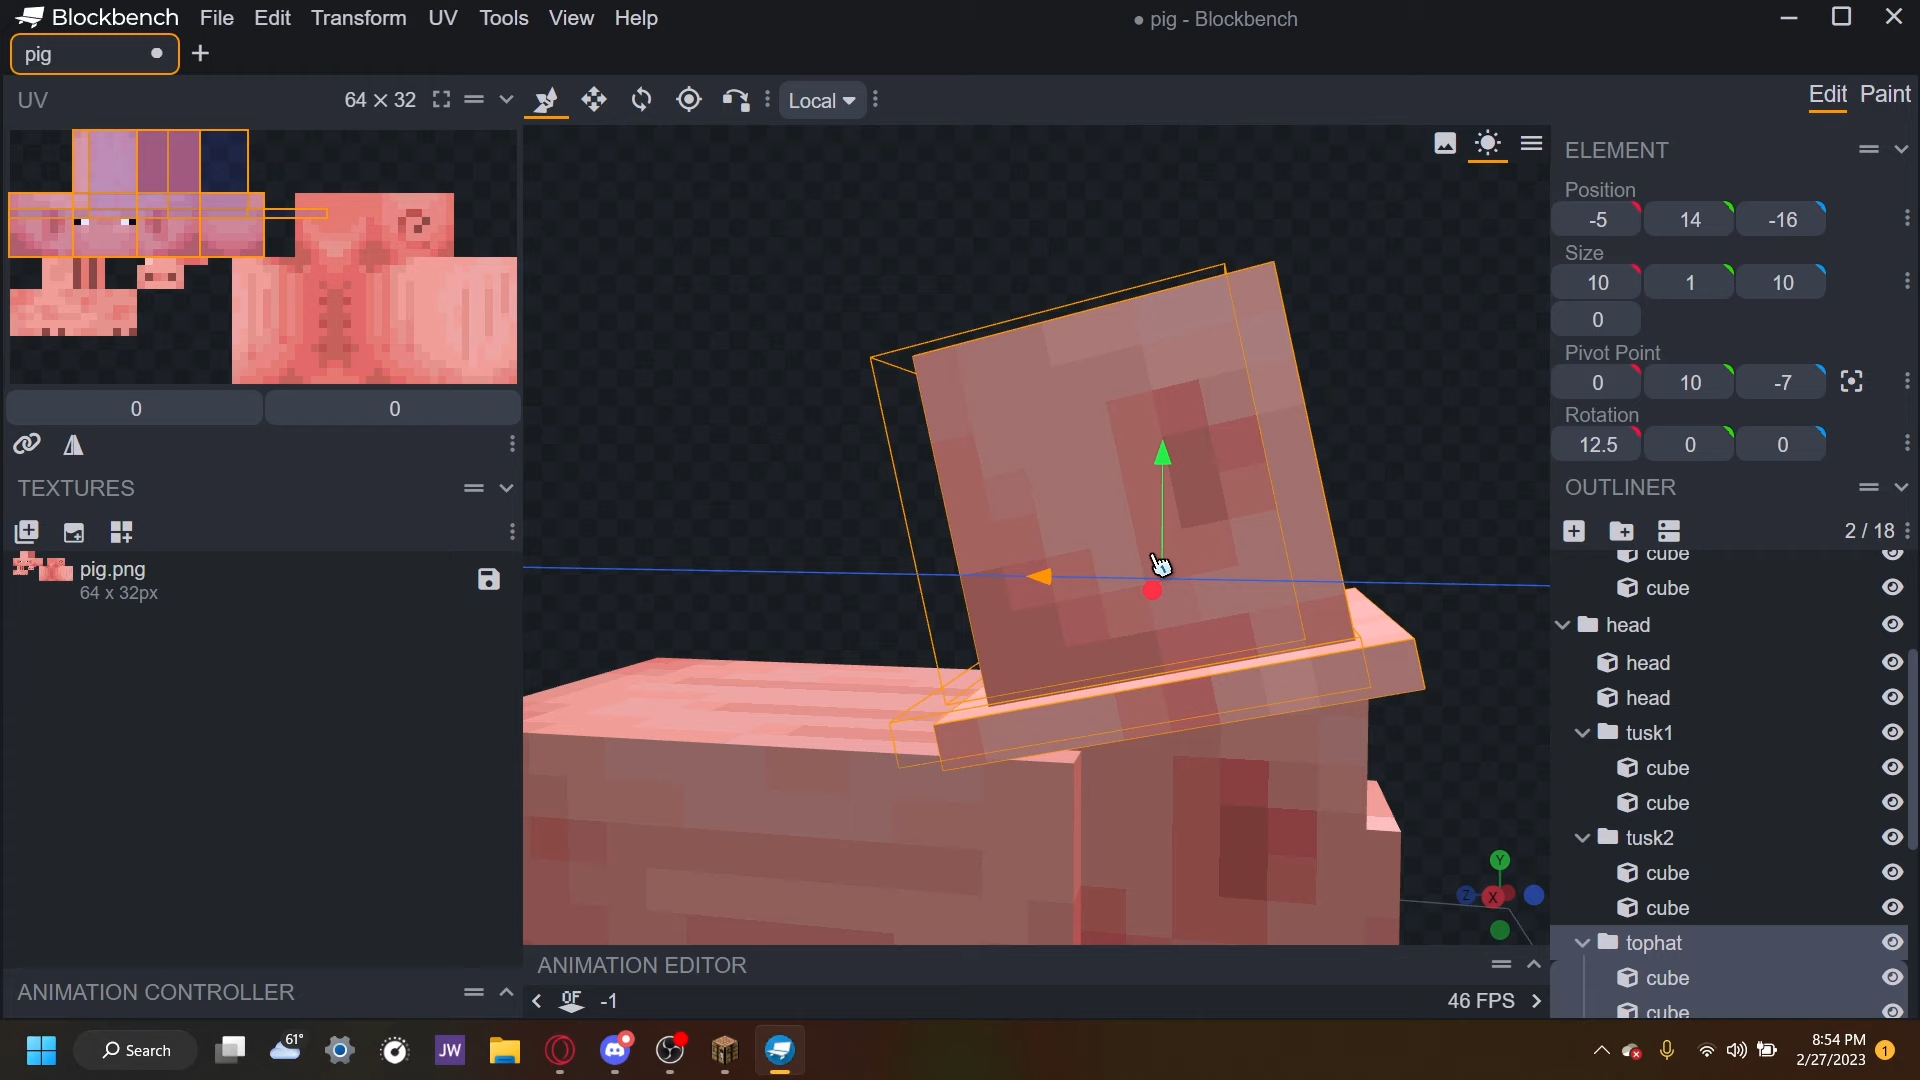 Blockbench File Edit Transform UV Tools View Help
pig - Blockbench
pig
UV 64 × 32
Local
Edit Paint
ELEMENT
Position
-5 14 -16
Size
10 1 10
0
Pivot Point
0 10 -7
Rotation
12.5 0 0
0 0
TEXTURES
pig.png
64 x 32px
OUTLINER
2 / 18
cube
cube
head
head
head
tusk1
cube
cube
tusk2
cube
cube
tophat
cube
cube
Y
Z
X
ANIMATION CONTROLLER
ANIMATION EDITOR
OF -1
46 FPS
Search
61°
JW
8:54 PM
2/27/2023
1